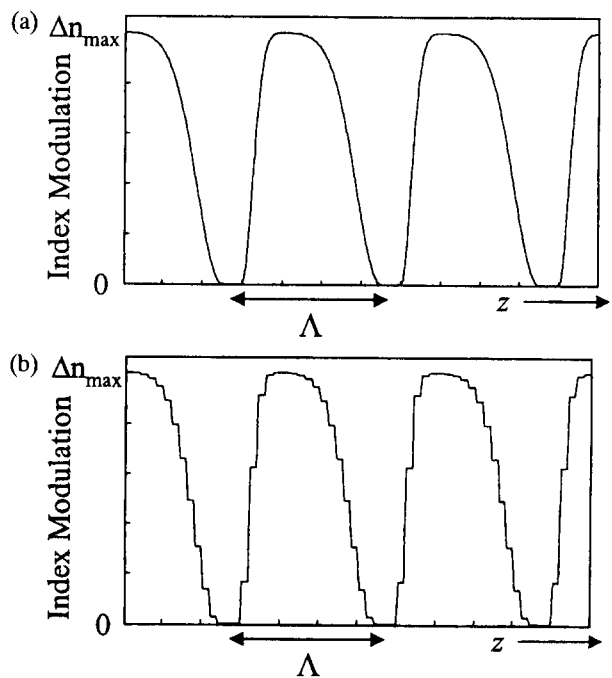 (a) Δn_max
Index Modulation
0
z
Λ
(b) Δn_max
Index Modulation
0
z
Λ